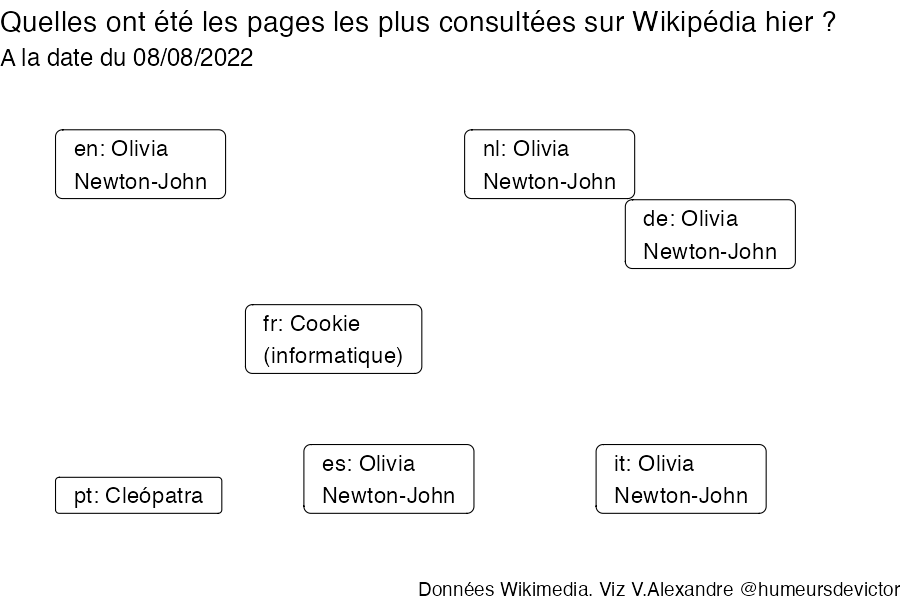 Quelles ont été les pages les plus consultées sur Wikipédia hier ?
A la date du 08/08/2022
en: Olivia
Newton-John
nl: Olivia
Newton-John
de: Olivia
Newton-John
fr: Cookie
(informatique)
es: Olivia
Newton-John
it: Olivia
Newton-John
pt: Cleópatra
Données Wikimedia. Viz V.Alexandre @humeursdevictor